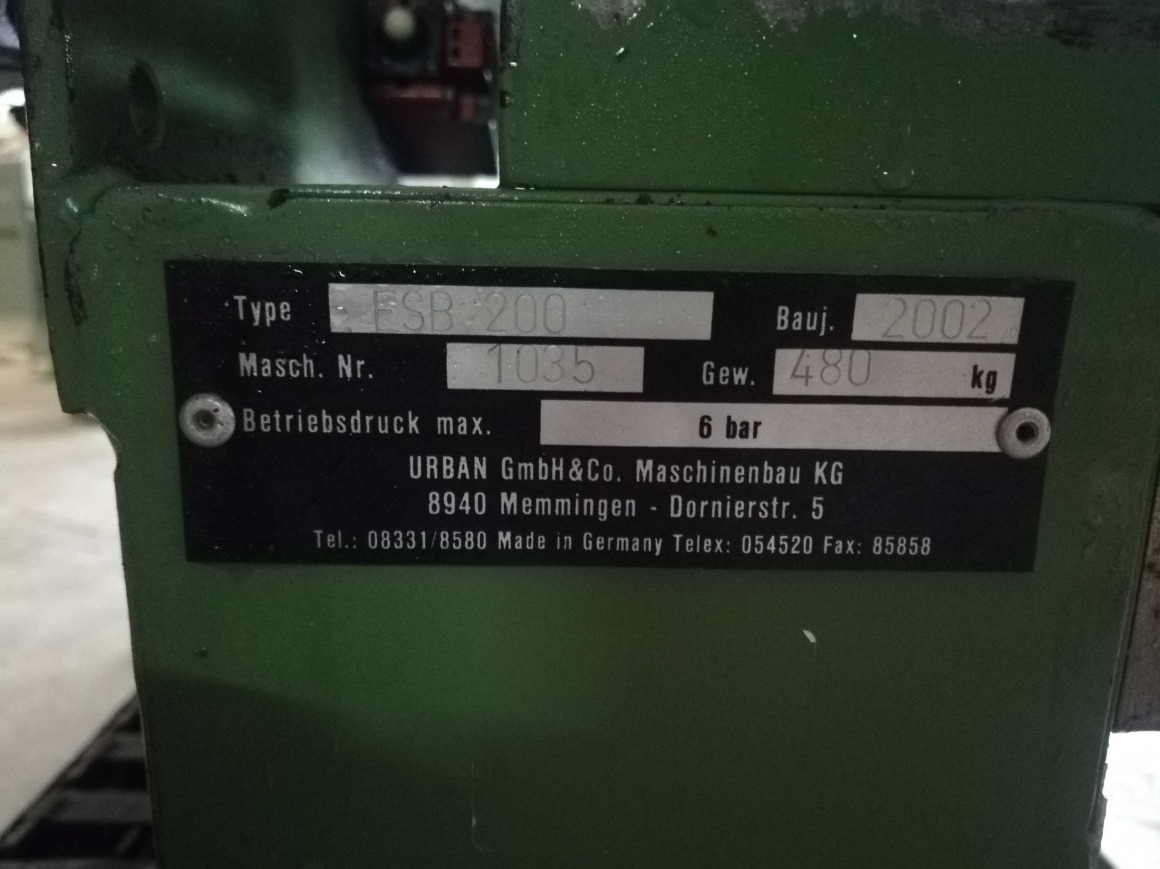 Type FSB 200 Bauj. 2002
Masch. Nr. 1035 Gew. 480 kg
Betriebsdruck max. 6 bar
URBAN GmbH&Co. Maschinenbau KG
8940 Memmingen - Dornierstr. 5
Tel.: 08331/8580 Made in Germany Telex: 054520 Fax: 85858